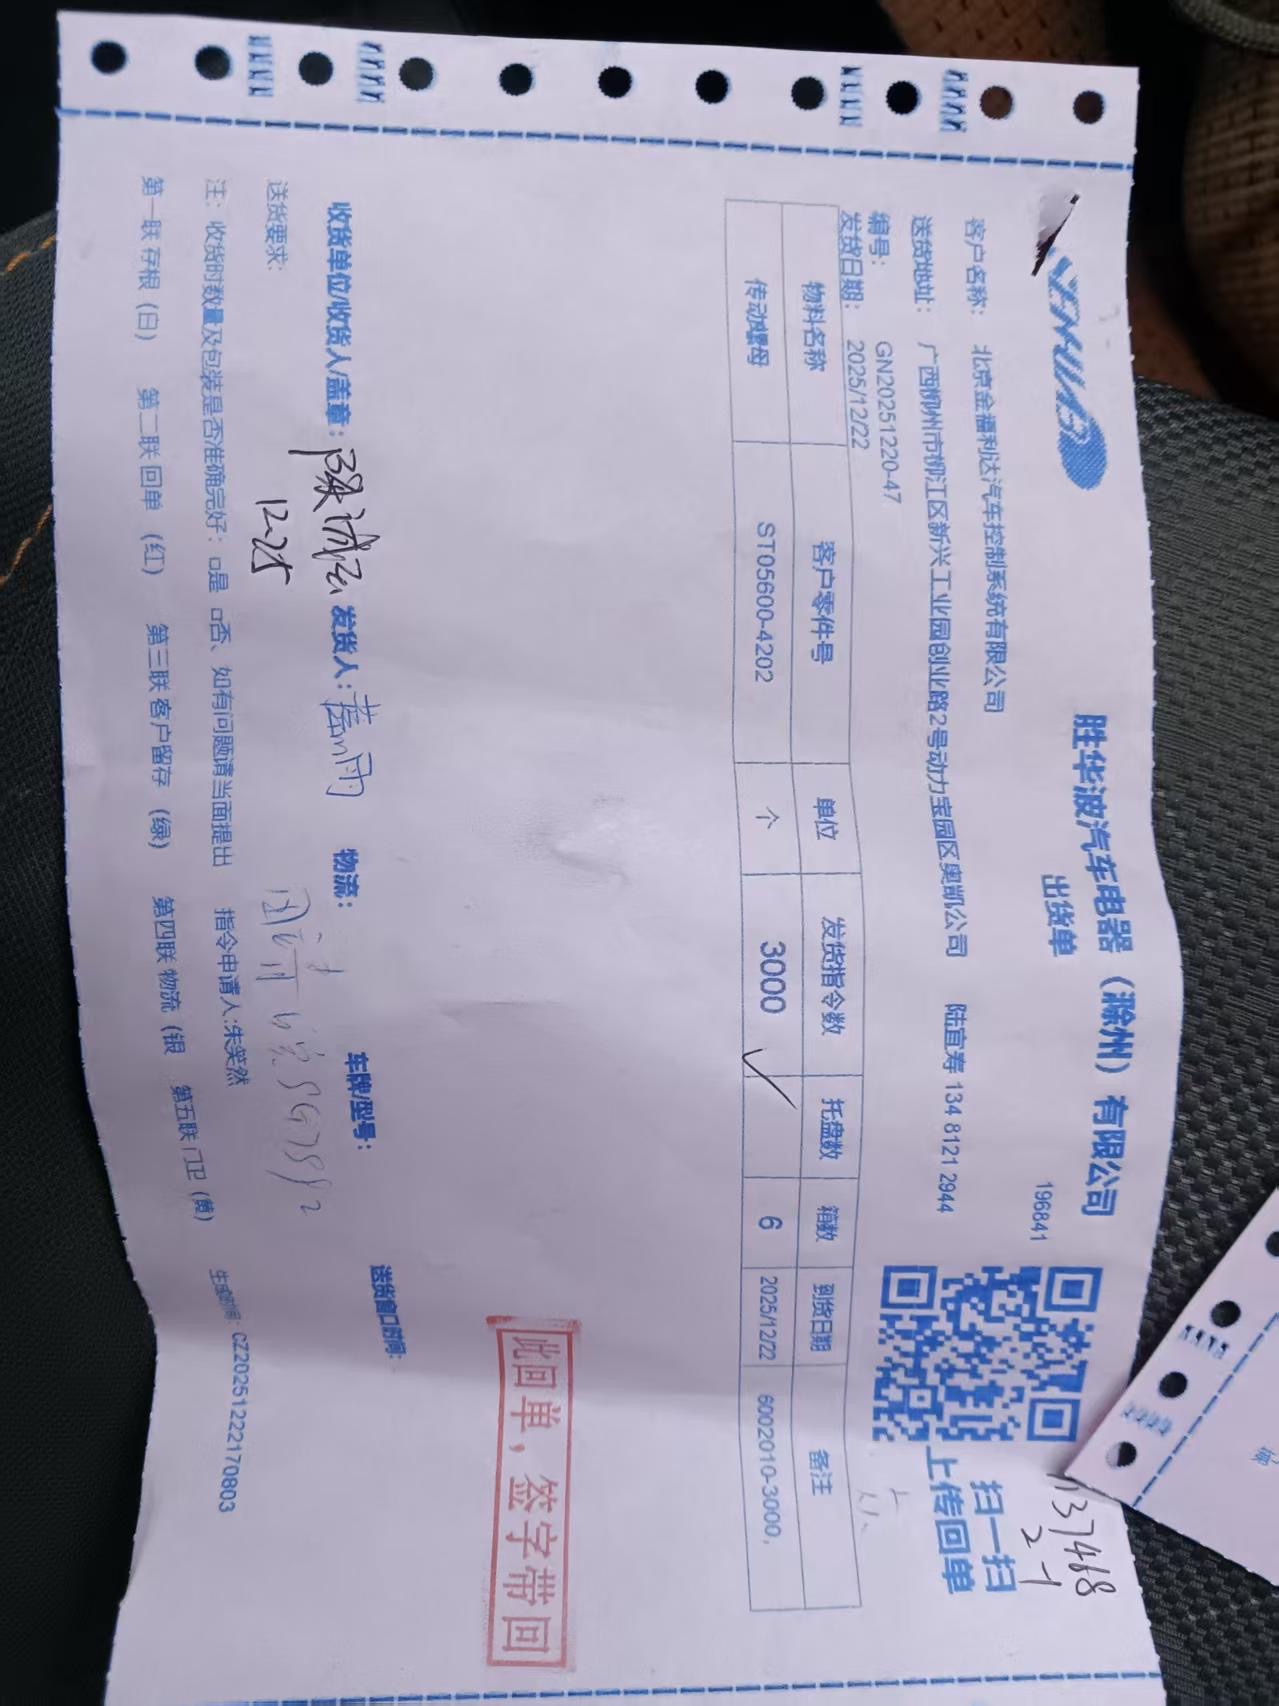 SHB
胜华波汽车电器（滁州）有限公司
出货单
196841
137468
2-1
扫一扫
上传回单
客户名称： 北京金福利达汽车控制系统有限公司
送货地址： 广西柳州市柳江区新兴工业园创业路2号动力宝园区奥凯公司 陆宜寿 134 8121 2944
编号： GN20251220-47
发货日期： 2025/12/22
物料名称 客户零件号 单位 发货指令数 托盘数 箱数 到货日期 备注
传动螺母 ST05600-4202 个 3000 6 2025/12/22 6002010-3000,
此回单，签字带回
收货单位/收货人/盖章： 发货人： 物流： 车牌/型号： 送货窗口时间:
12.25
送货要求:
注：收货时数量及包装是否准确完好：□是 □否、如有问题请当面提出 指令申请人:朱笑然 生成时间：CZ20251222170803
第一联 存根（白） 第二联 回单（红） 第三联 客户留存（绿） 第四联 物流（银 第五联 门卫（黄）